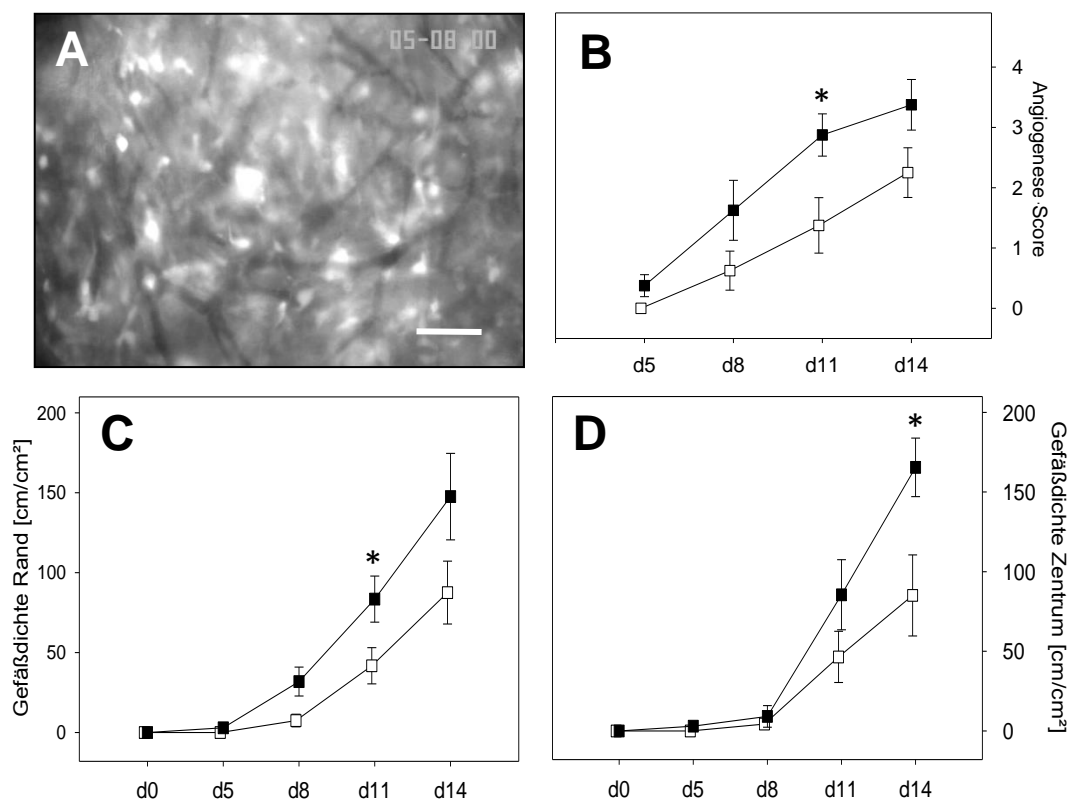 A
05-08 00
B
*
4
3
2
1
0
Angiogenese-Score
d5 d8 d11 d14
C
*
200
150
100
50
0
Gefäßdichte Rand [cm/cm²]
d0 d5 d8 d11 d14
D
*
200
150
100
50
0
Gefäßdichte Zentrum [cm/cm²]
d0 d5 d8 d11 d14